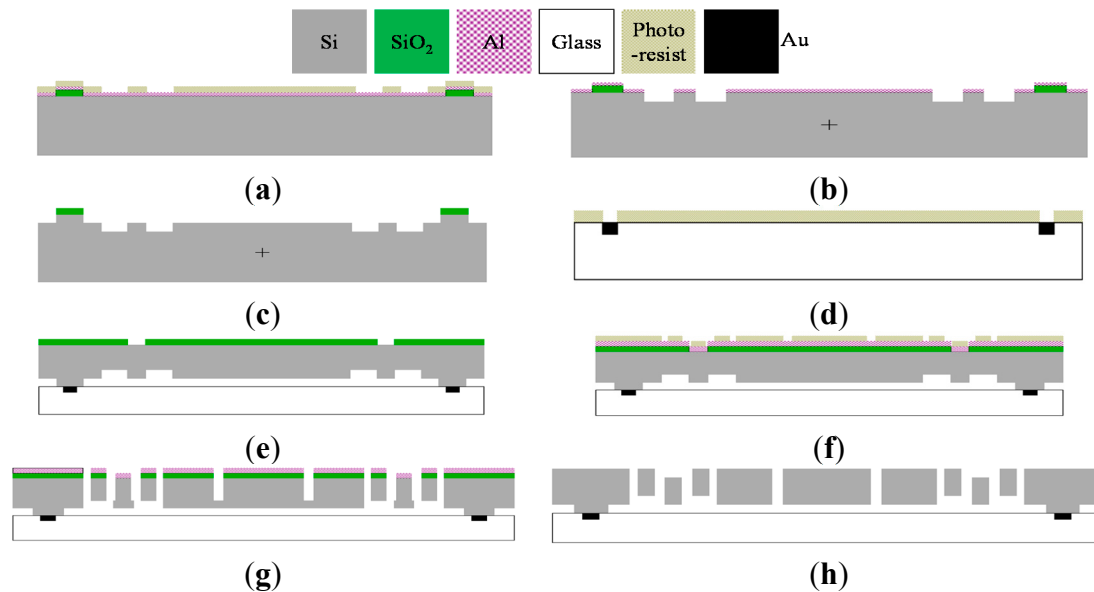 Si SiO2 Al Glass Photo-resist Au
(a)
(b)
(c)
(d)
(e)
(f)
(g)
(h)